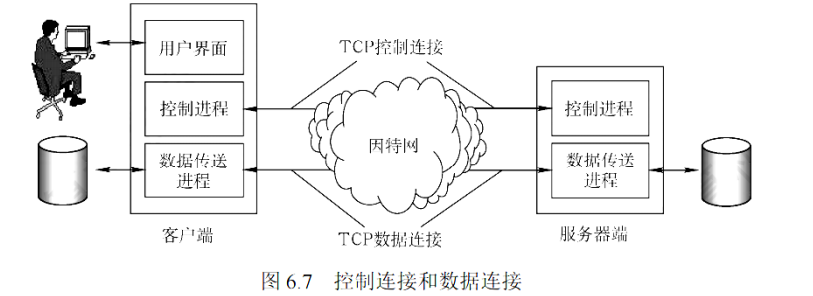 TCP控制连接
用户界面
控制进程
数据传送
进程
客户端
因特网
控制进程
数据传送
进程
服务器端
TCP数据连接
图 6.7 控制连接和数据连接